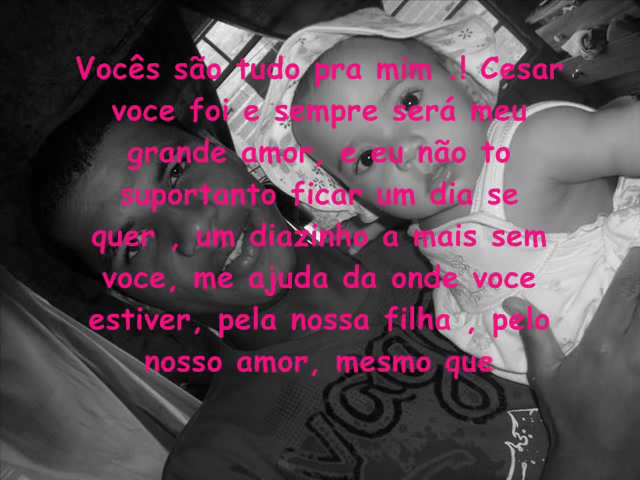 Vocês são tudo pra mim .! Cesar
voce foi e sempre será meu
grande amor, e eu não to
suportanto ficar um dia se
quer , um diazinho a mais sem
voce, me ajuda da onde voce
estiver, pela nossa filha , pelo
nosso amor, mesmo que